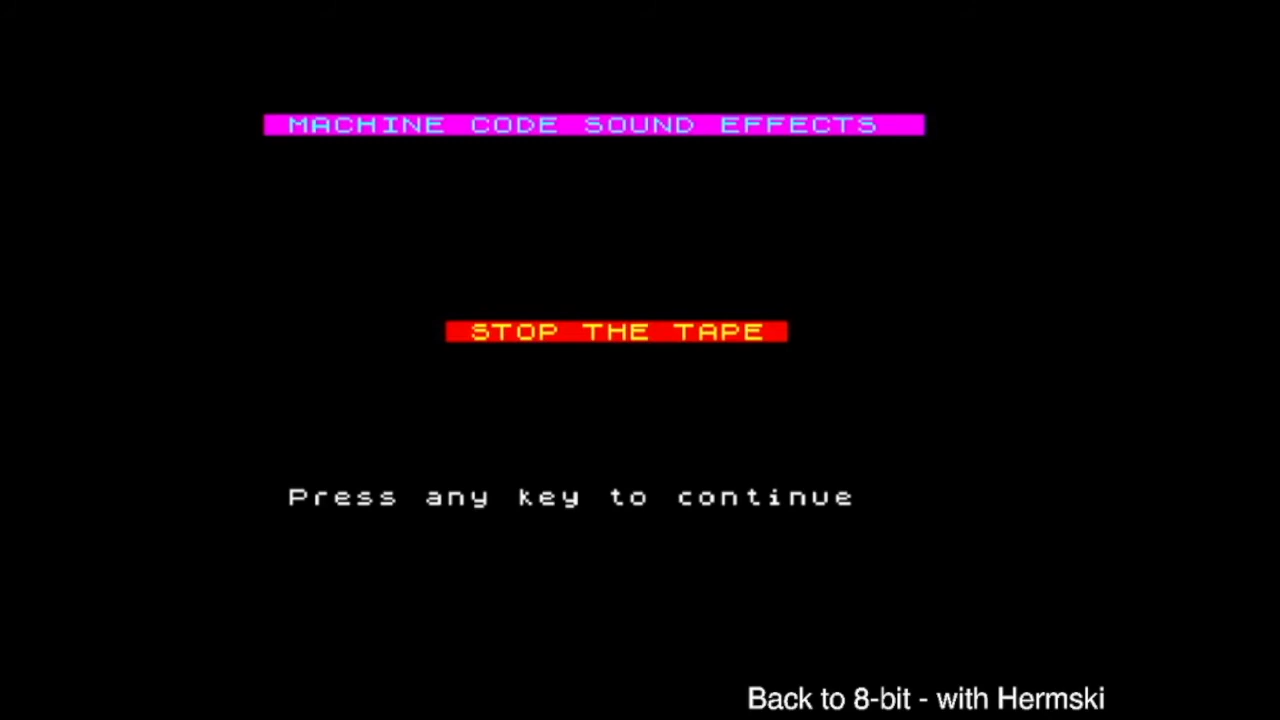 MACHINE CODE SOUND EFFECTS
STOP THE TAPE
Press any key to continue
Back to 8-bit - with Hermski